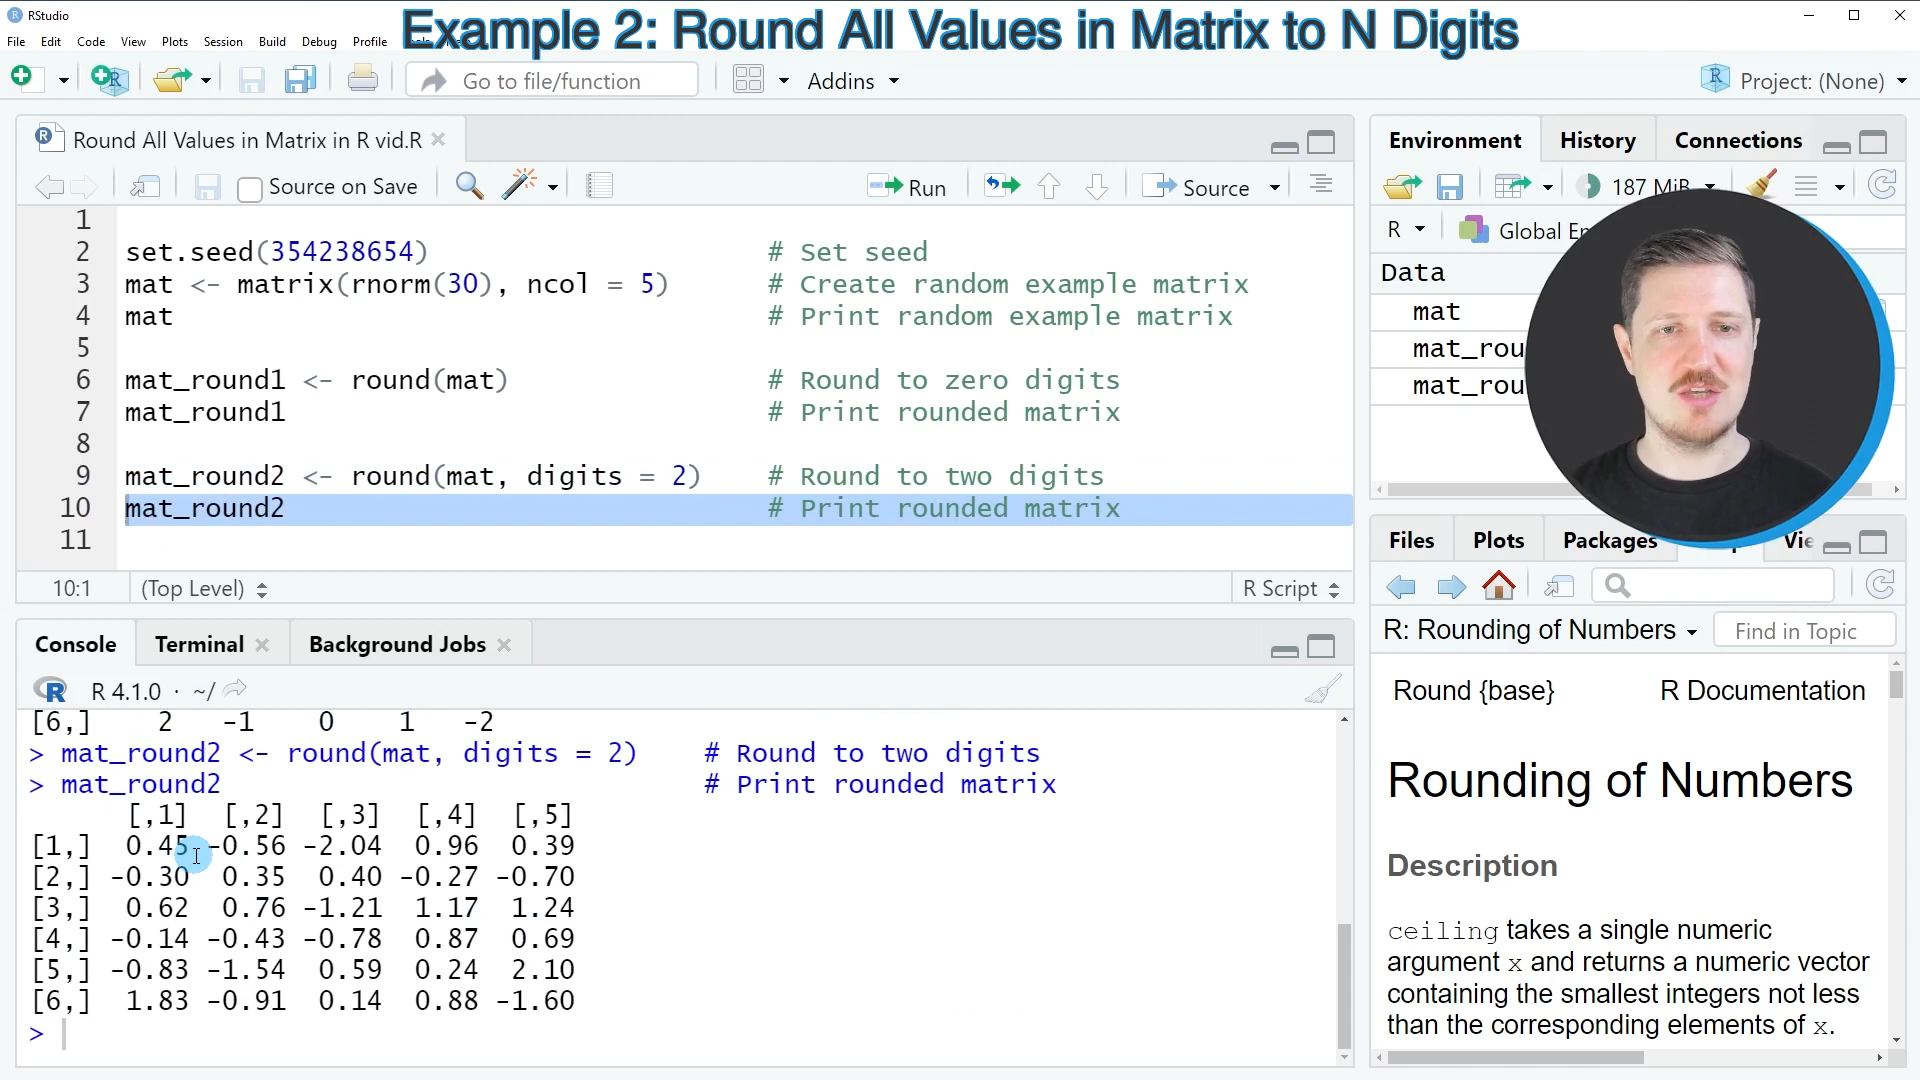 RStudio
Example 2: Round All Values in Matrix to N Digits
File Edit Code View Plots Session Build Debug Profile
Go to file/function
Addins
Project: (None)
Round All Values in Matrix in R vid.R
Source on Save
Run
Source
1
2 set.seed(354238654) # Set seed
3 mat <- matrix(rnorm(30), ncol = 5) # Create random example matrix
4 mat # Print random example matrix
5
6 mat_round1 <- round(mat) # Round to zero digits
7 mat_round1 # Print rounded matrix
8
9 mat_round2 <- round(mat, digits = 2) # Round to two digits
10 mat_round2 # Print rounded matrix
11
10:1 (Top Level) R Script
Console Terminal Background Jobs
R 4.1.0 · ~/
[6,] 2 -1 0 1 -2
> mat_round2 <- round(mat, digits = 2) # Round to two digits
> mat_round2 # Print rounded matrix
[,1] [,2] [,3] [,4] [,5]
[1,] 0.45 -0.56 -2.04 0.96 0.39
[2,] -0.30 0.35 0.40 -0.27 -0.70
[3,] 0.62 0.76 -1.21 1.17 1.24
[4,] -0.14 -0.43 -0.78 0.87 0.69
[5,] -0.83 -1.54 0.59 0.24 2.10
[6,] 1.83 -0.91 0.14 0.88 -1.60
>
Environment History Connections
187 MiB
R Global En
Data
mat
mat_rou
mat_rou
Files Plots Packages Vie
R: Rounding of Numbers
Find in Topic
Round {base} R Documentation
Rounding of Numbers
Description
ceiling takes a single numeric
argument x and returns a numeric vector
containing the smallest integers not less
than the corresponding elements of x.